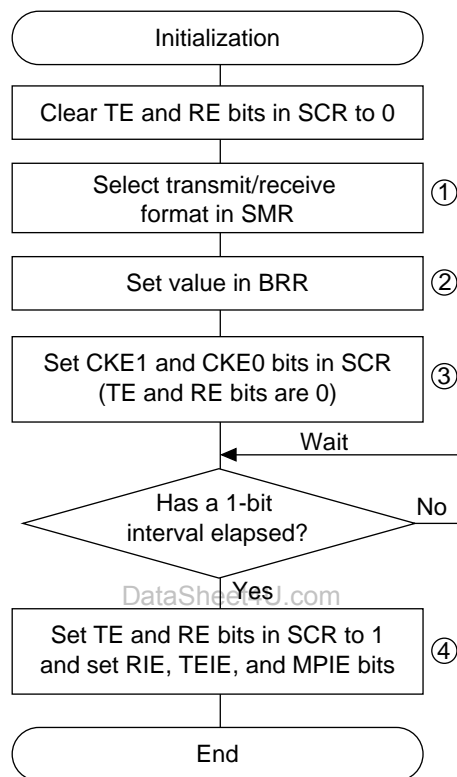 Initialization
Clear TE and RE bits in SCR to 0
Select transmit/receive
format in SMR
①
Set value in BRR
②
Set CKE1 and CKE0 bits in SCR
(TE and RE bits are 0)
③
Wait
Has a 1-bit
interval elapsed?
No
Yes
DataSheet4U.com
Set TE and RE bits in SCR to 1
and set RIE, TEIE, and MPIE bits
④
End